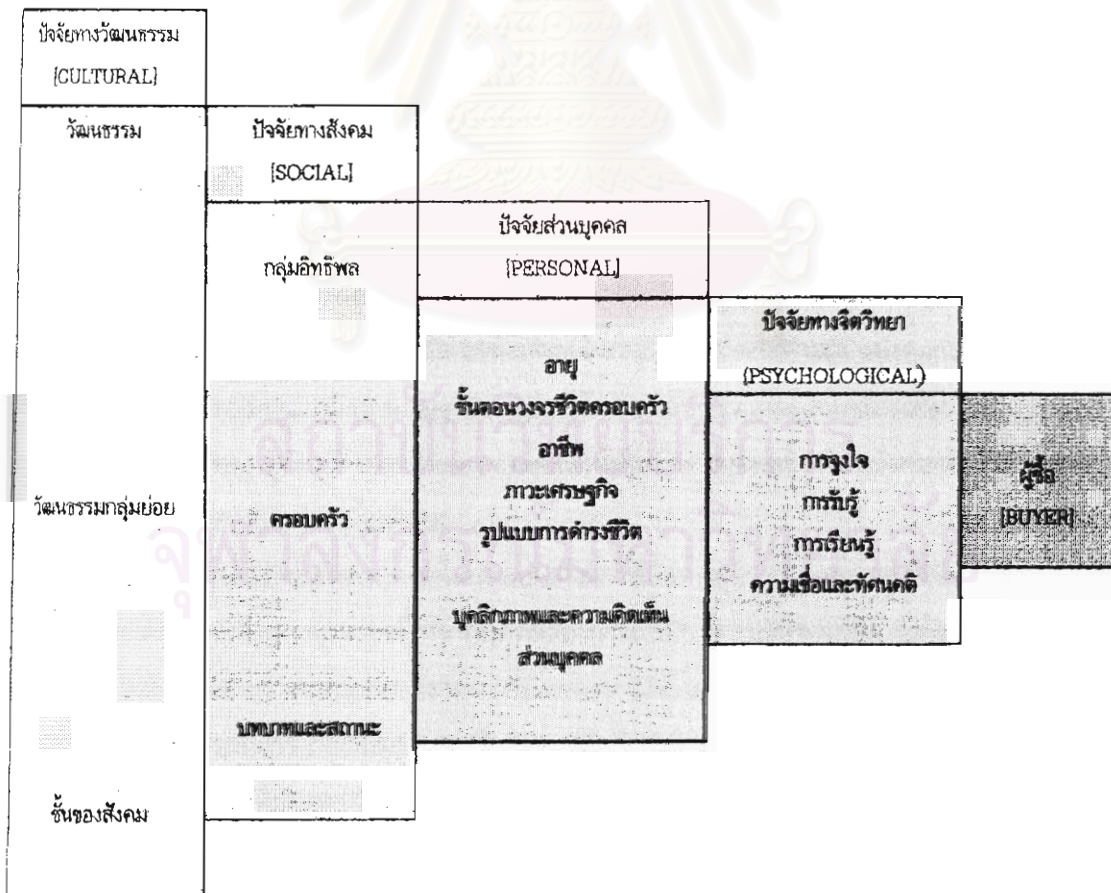 ปัจจัยทางวัฒนธรรม
[CULTURAL]
วัฒนธรรม
วัฒนธรรมกลุ่มย่อย
ชั้นของสังคม
ปัจจัยทางสังคม
[SOCIAL]
กลุ่มอิทธิพล
ครอบครัว
บทบาทและสถานะ
ปัจจัยส่วนบุคคล
[PERSONAL]
อายุ
ขั้นตอนวงจรชีวิตครอบครัว
อาชีพ
ภาวะเศรษฐกิจ
รูปแบบการดำรงชีวิต
บุคลิกภาพและความคิดเห็น
ส่วนบุคคล
ปัจจัยทางจิตวิทยา
(PSYCHOLOGICAL)
การจูงใจ
การรับรู้
การเรียนรู้
ความเชื่อและทัศนคติ
ผู้ซื้อ
[BUYER]